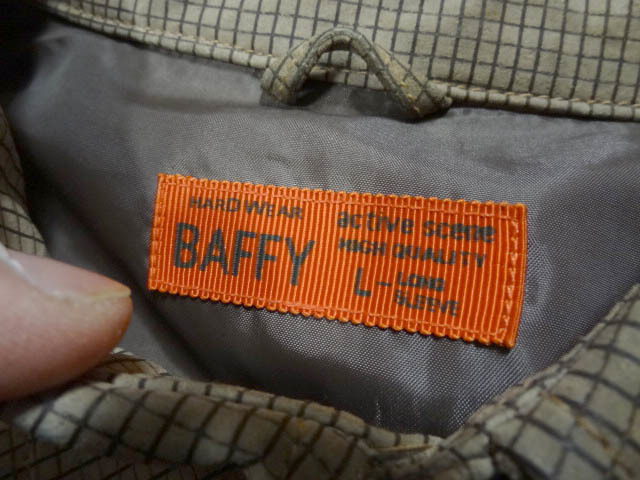 HARD WEAR
BAFFY
active scene
HIGH QUALITY
L - LONG
SLEEVE